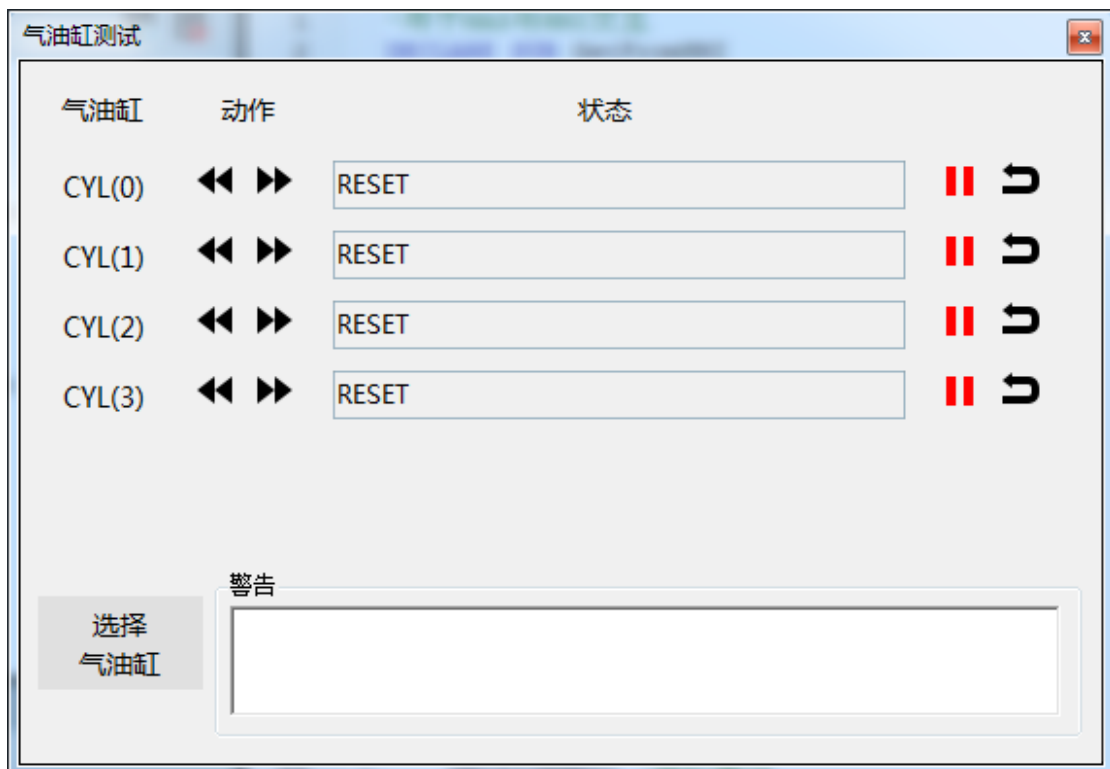 气油缸测试
气油缸 动作 状态
CYL(0) RESET
CYL(1) RESET
CYL(2) RESET
CYL(3) RESET
警告
选择
气油缸